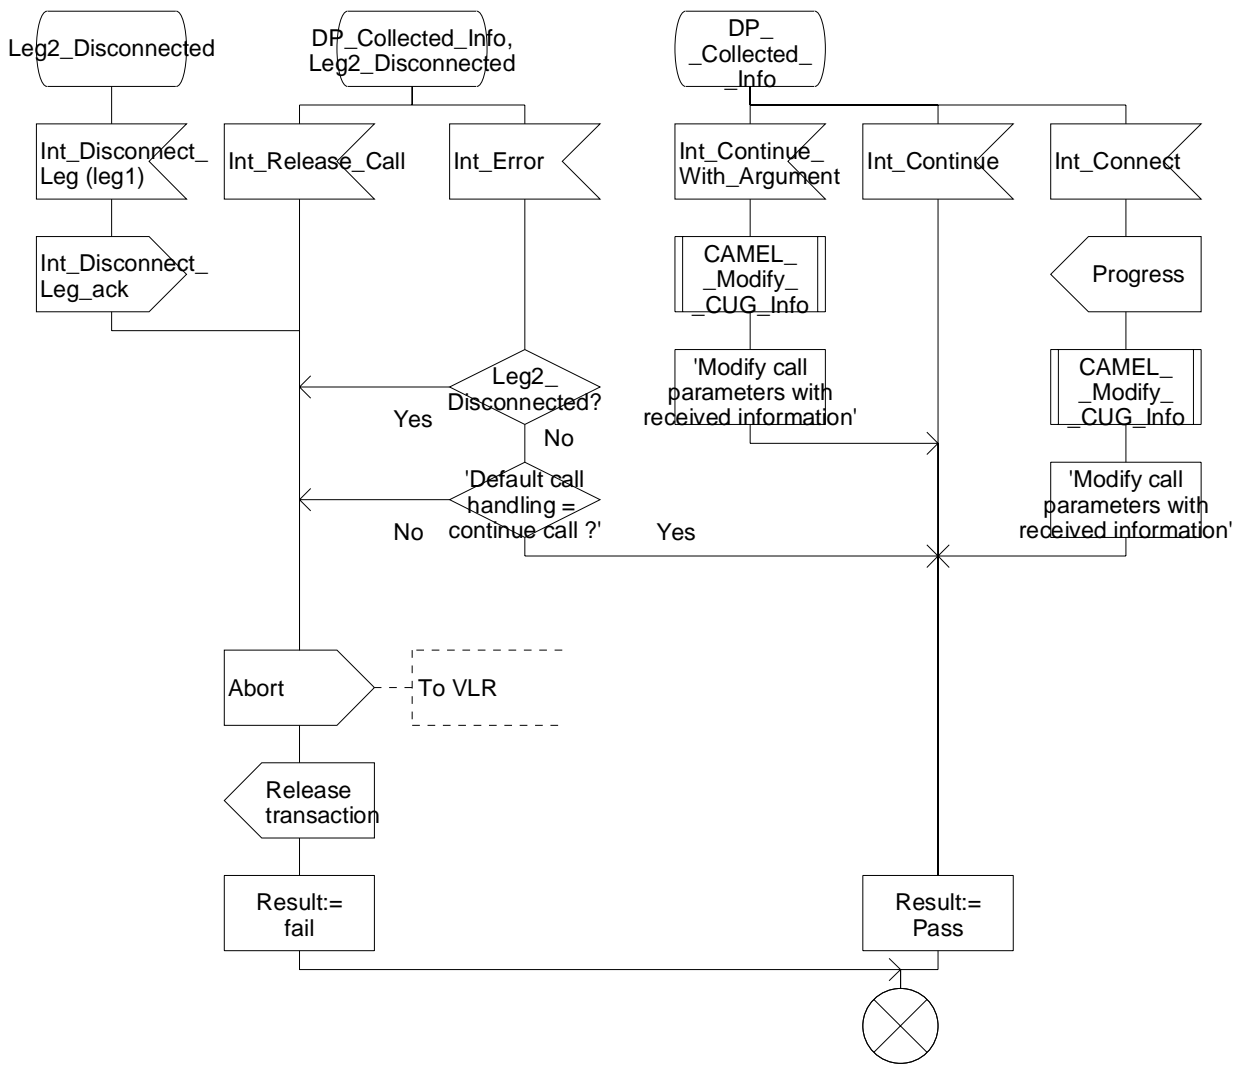 Leg2_Disconnected
DP_Collected_Info,
Leg2_Disconnected
DP_
_Collected_
_Info
Int_Disconnect_
Leg (leg1)
Int_Release_Call
Int_Error
Int_Continue_
With_Argument
Int_Continue
Int_Connect
Int_Disconnect_
Leg_ack
CAMEL_
_Modify_
_CUG_Info
Progress
Leg2_
Disconnected?
Yes
No
'Modify call
parameters with
received information'
CAMEL_
_Modify_
_CUG_Info
'Default call
handling =
continue call ?'
No
Yes
'Modify call
parameters with
received information'
Abort
To VLR
Release
transaction
Result:=
fail
Result:=
Pass